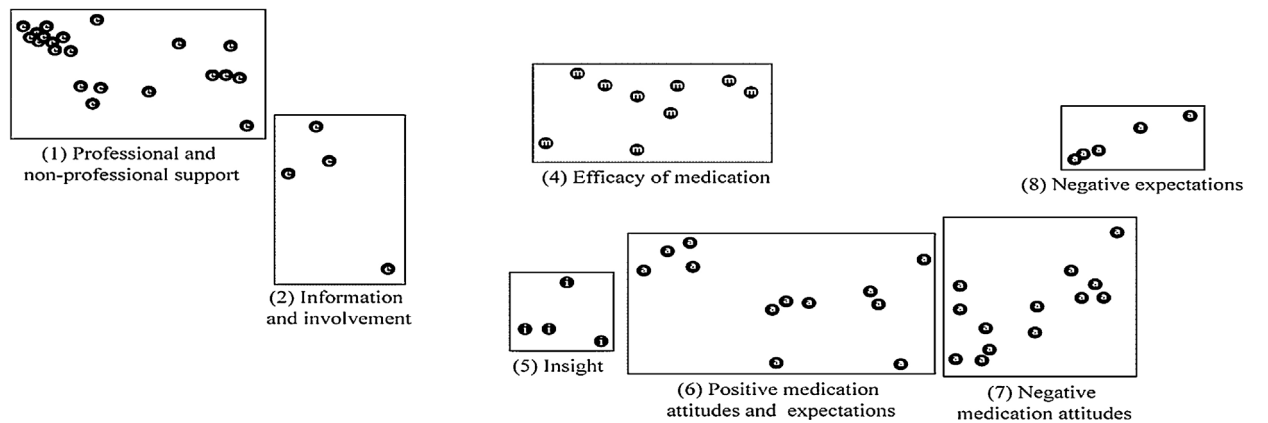 (1) Professional and
non-professional support
(2) Information
and involvement
(4) Efficacy of medication
(5) Insight
(6) Positive medication
attitudes and expectations
(7) Negative
medication attitudes
(8) Negative expectations